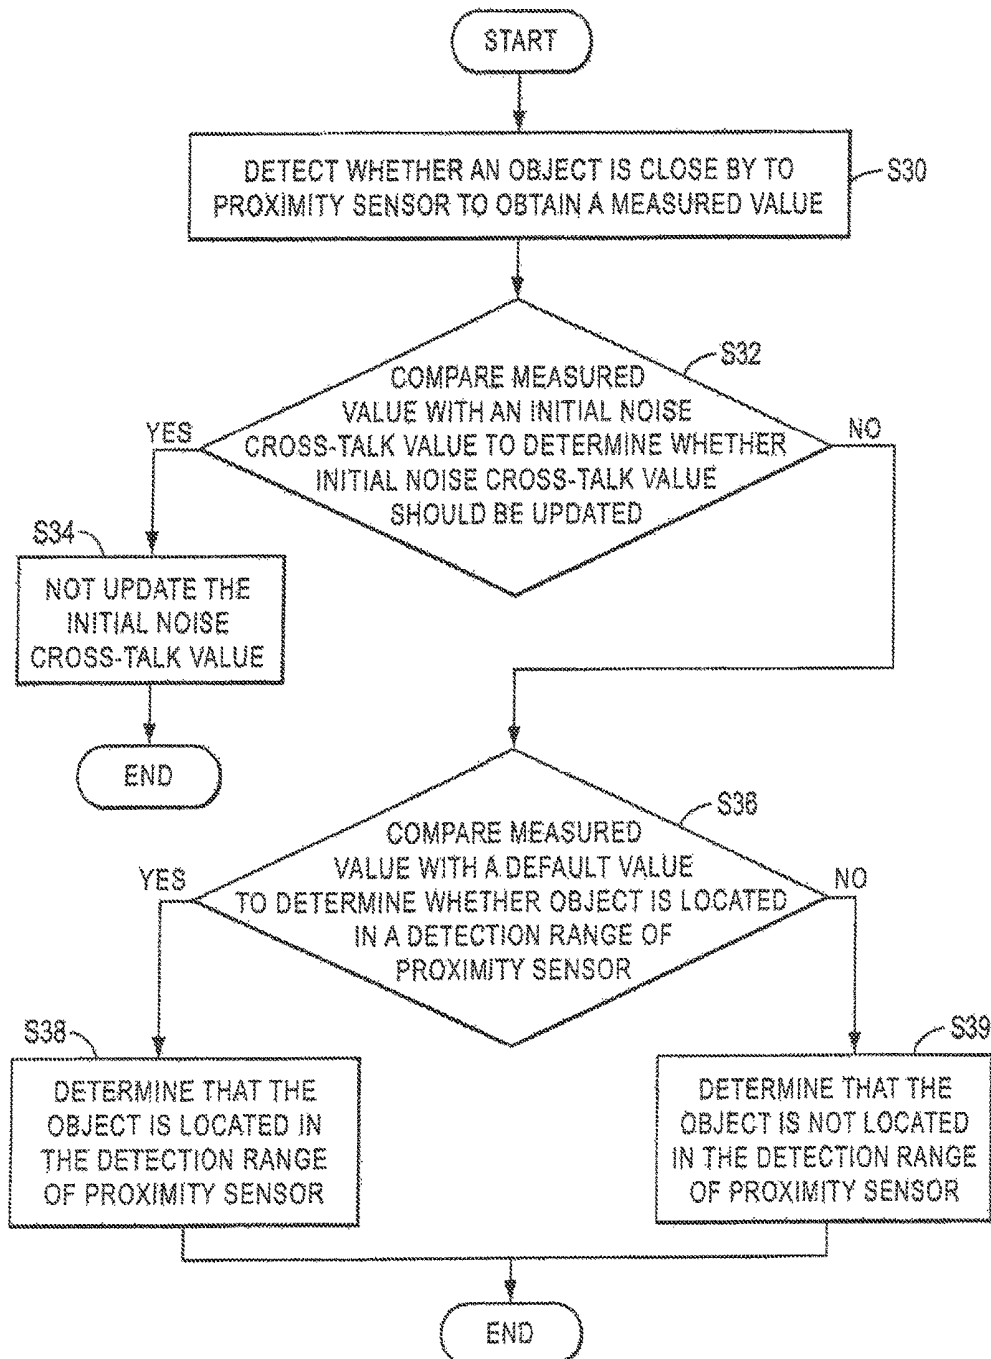 START
DETECT WHETHER AN OBJECT IS CLOSE BY TO
PROXIMITY SENSOR TO OBTAIN A MEASURED VALUE
S30
S32
COMPARE MEASURED
VALUE WITH AN INITIAL NOISE
CROSS-TALK VALUE TO DETERMINE WHETHER
INITIAL NOISE CROSS-TALK VALUE
SHOULD BE UPDATED
YES
NO
S34
NOT UPDATE THE
INITIAL NOISE
CROSS-TALK VALUE
END
S36
COMPARE MEASURED
VALUE WITH A DEFAULT VALUE
TO DETERMINE WHETHER OBJECT IS LOCATED
IN A DETECTION RANGE OF
PROXIMITY SENSOR
YES
NO
S38
DETERMINE THAT THE
OBJECT IS LOCATED IN
THE DETECTION RANGE
OF PROXIMITY SENSOR
S39
DETERMINE THAT THE
OBJECT IS NOT LOCATED
IN THE DETECTION RANGE
OF PROXIMITY SENSOR
END